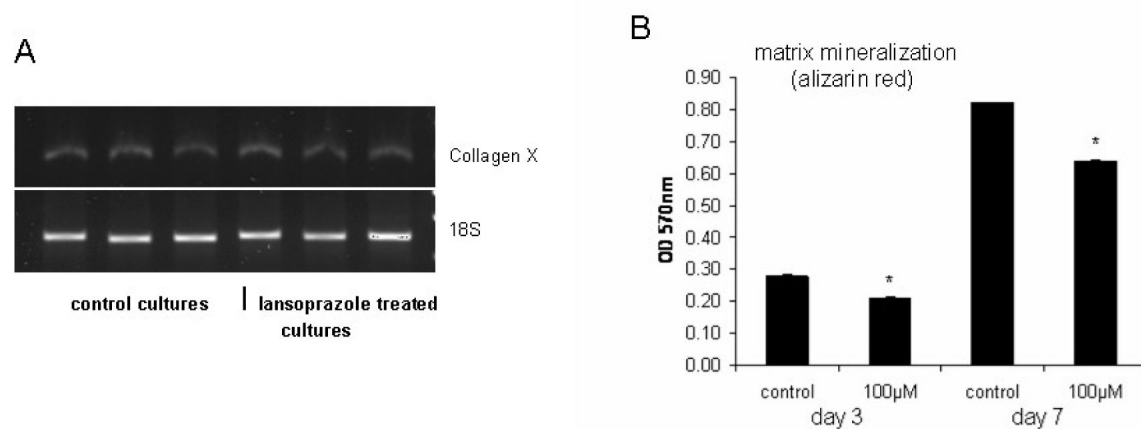 A
Collagen X
18S
control cultures | lansoprazole treated
cultures
B
matrix mineralization
(alizarin red)
0.90
0.80
0.70
0.60
0.50
0.40
0.30
0.20
0.10
0.00
OD 570nm
*
*
control 100µM control 100µM
day 3 day 7